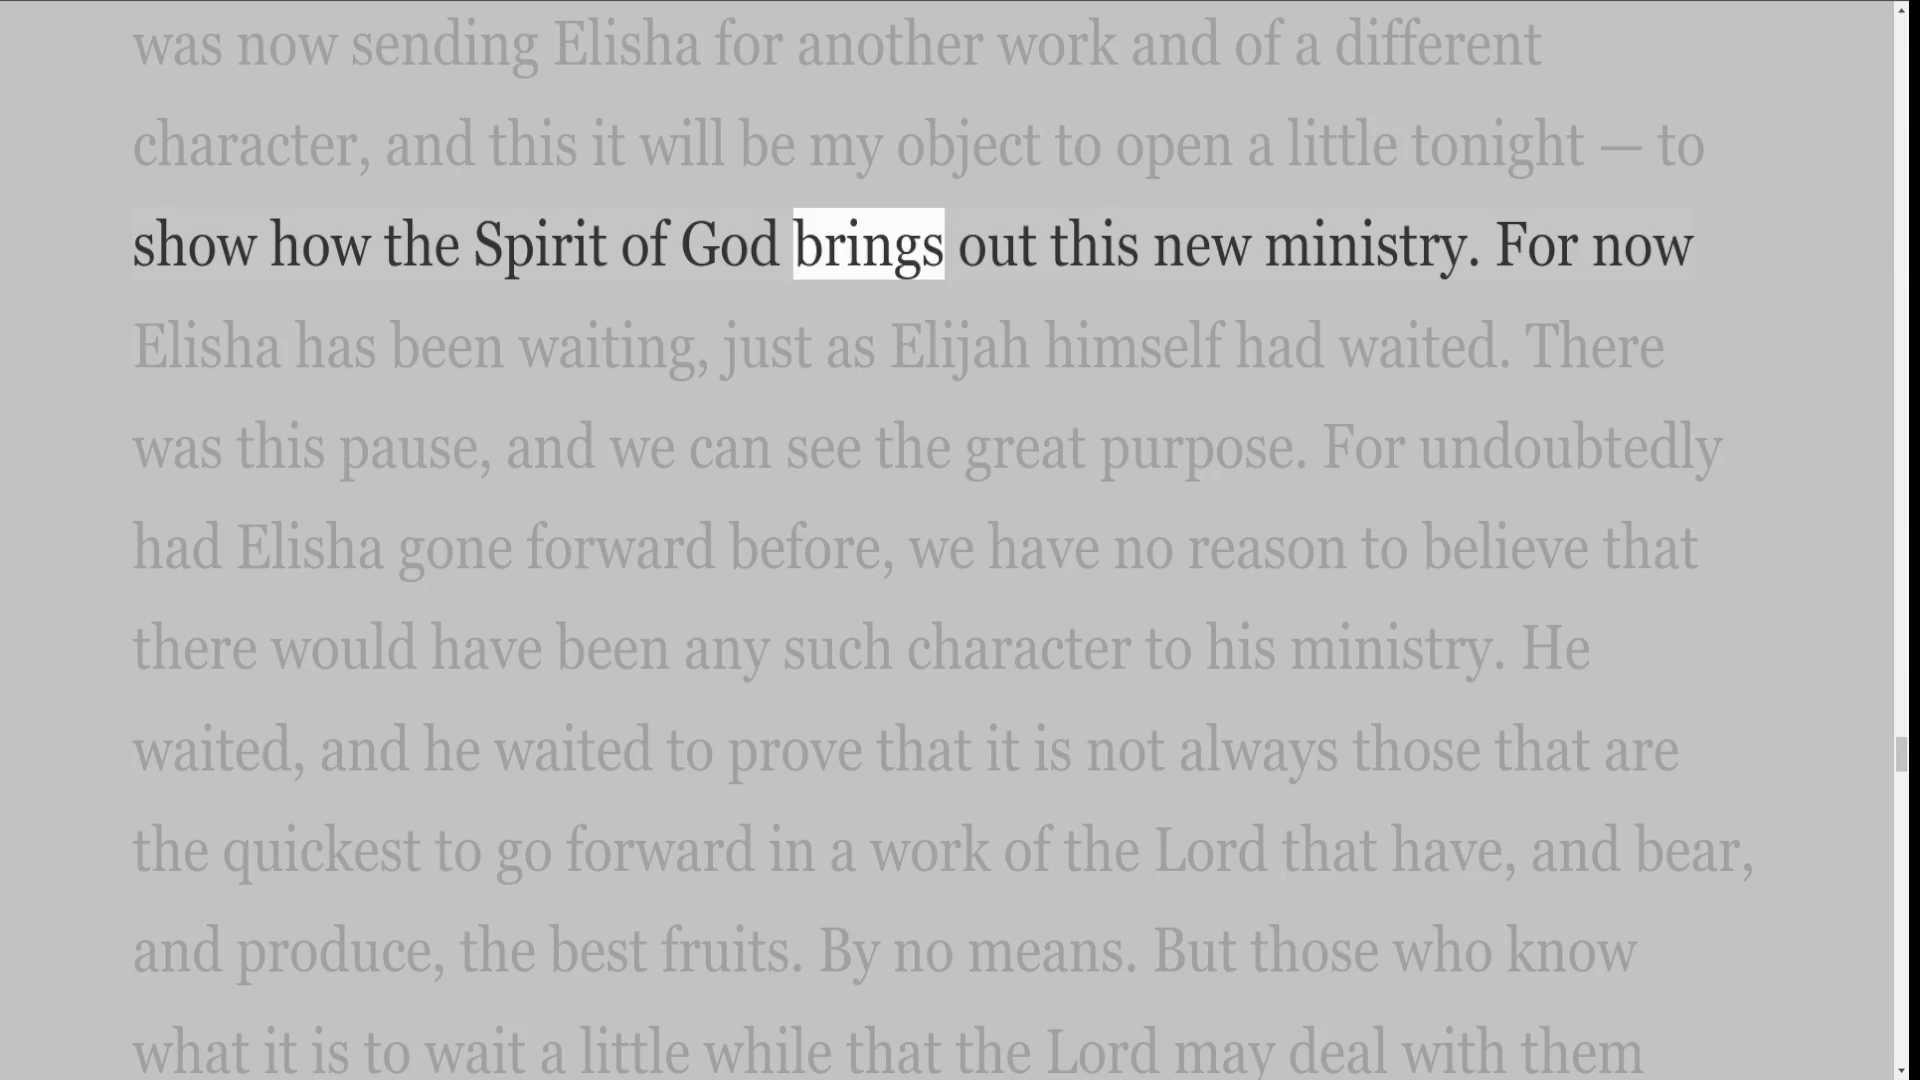 was now sending Elisha for another work and of a different
character, and this it will be my object to open a little tonight — to
show how the Spirit of God brings out this new ministry. For now
Elisha has been waiting, just as Elijah himself had waited. There
was this pause, and we can see the great purpose. For undoubtedly
had Elisha gone forward before, we have no reason to believe that
there would have been any such character to his ministry. He
waited, and he waited to prove that it is not always those that are
the quickest to go forward in a work of the Lord that have, and bear,
and produce, the best fruits. By no means. But those who know
what it is to wait a little while that the Lord may deal with them